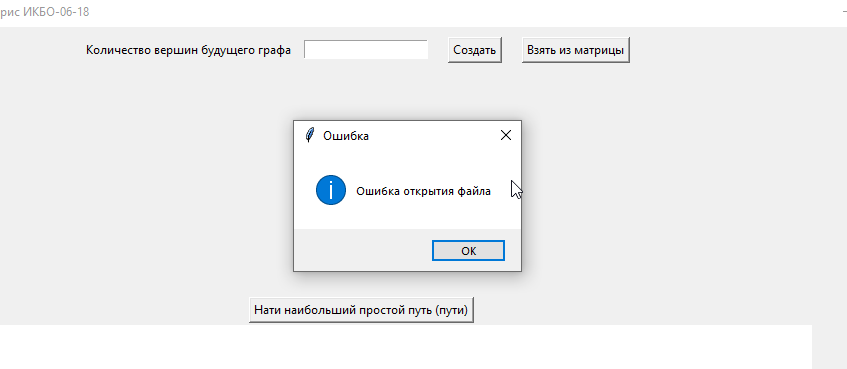 рис ИКБО-06-18
Количество вершин будущего графа
Создать
Взять из матрицы
Ошибка
Ошибка открытия файла
OK
Нати наибольший простой путь (пути)